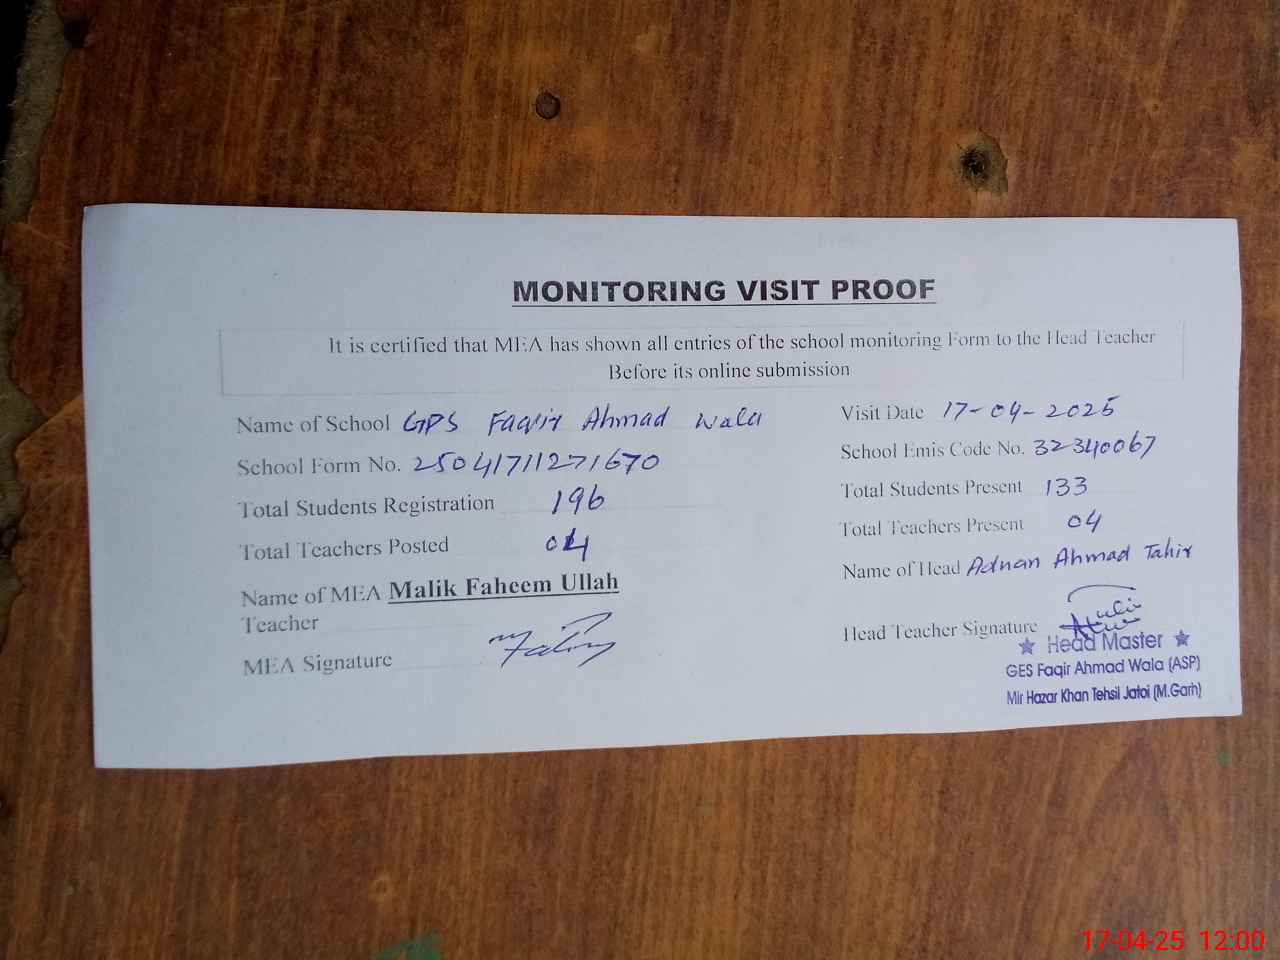 MONITORING VISIT PROOF
It is certified that MEA has shown all entries of the school monitoring Form to the Head Teacher
Before its online submission
Name of School GPS Faqir Ahmad Wala
Visit Date 17-04-2025
School Form No. 25041711271670
School Emis Code No. 32340067
Total Students Registration 196
Total Students Present 133
Total Teachers Posted 04
Total Teachers Present 04
Name of MEA Malik Faheem Ullah
Name of Head Adnan Ahmad Tahir
Teacher
MEA Signature
Head Teacher Signature
Head Master
GES Faqir Ahmad Wala (ASP)
Mir Hazar Khan Tehsil Jatoi (M.Garh)
17-04-25 12:00